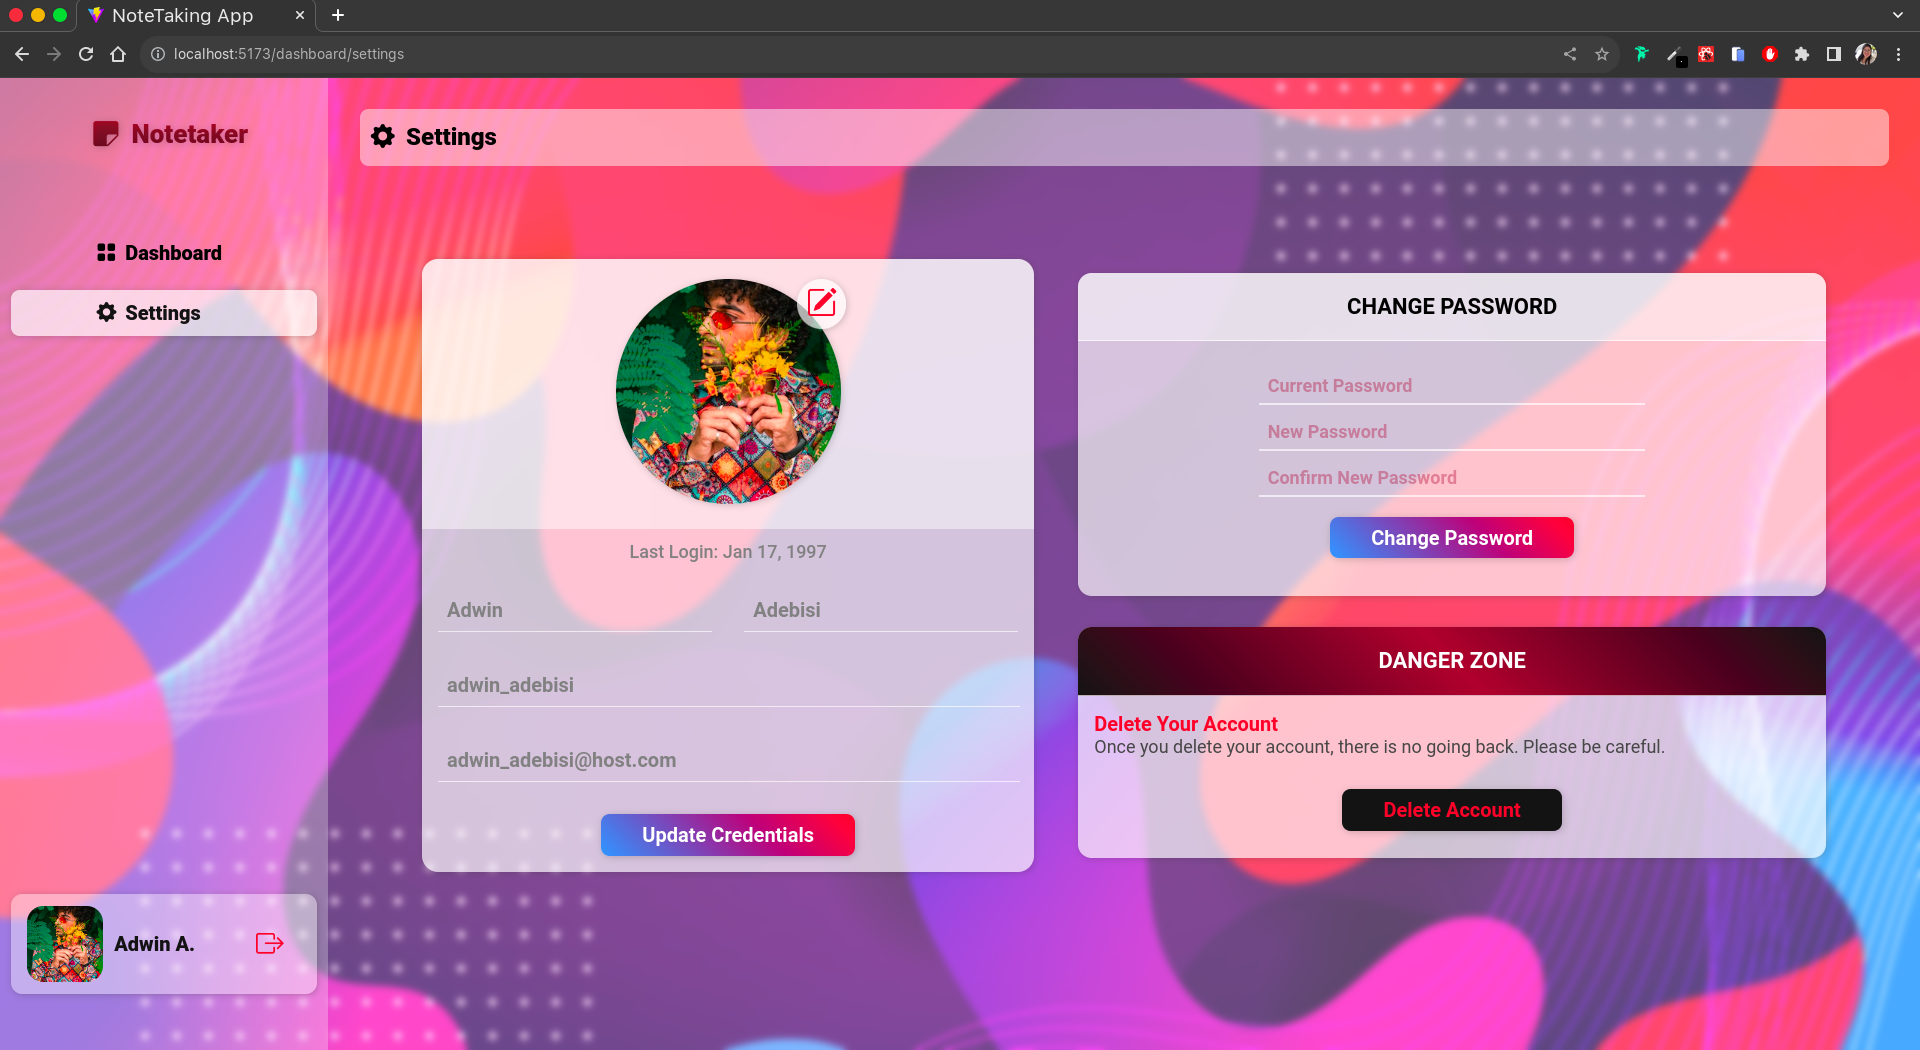 NoteTaking App
localhost:5173/dashboard/settings
Notetaker
Settings
Dashboard
Settings
Last Login: Jan 17, 1997
Adwin
Adebisi
adwin_adebisi
adwin_adebisi@host.com
Update Credentials
CHANGE PASSWORD
Current Password
New Password
Confirm New Password
Change Password
DANGER ZONE
Delete Your Account
Once you delete your account, there is no going back. Please be careful.
Delete Account
Adwin A.